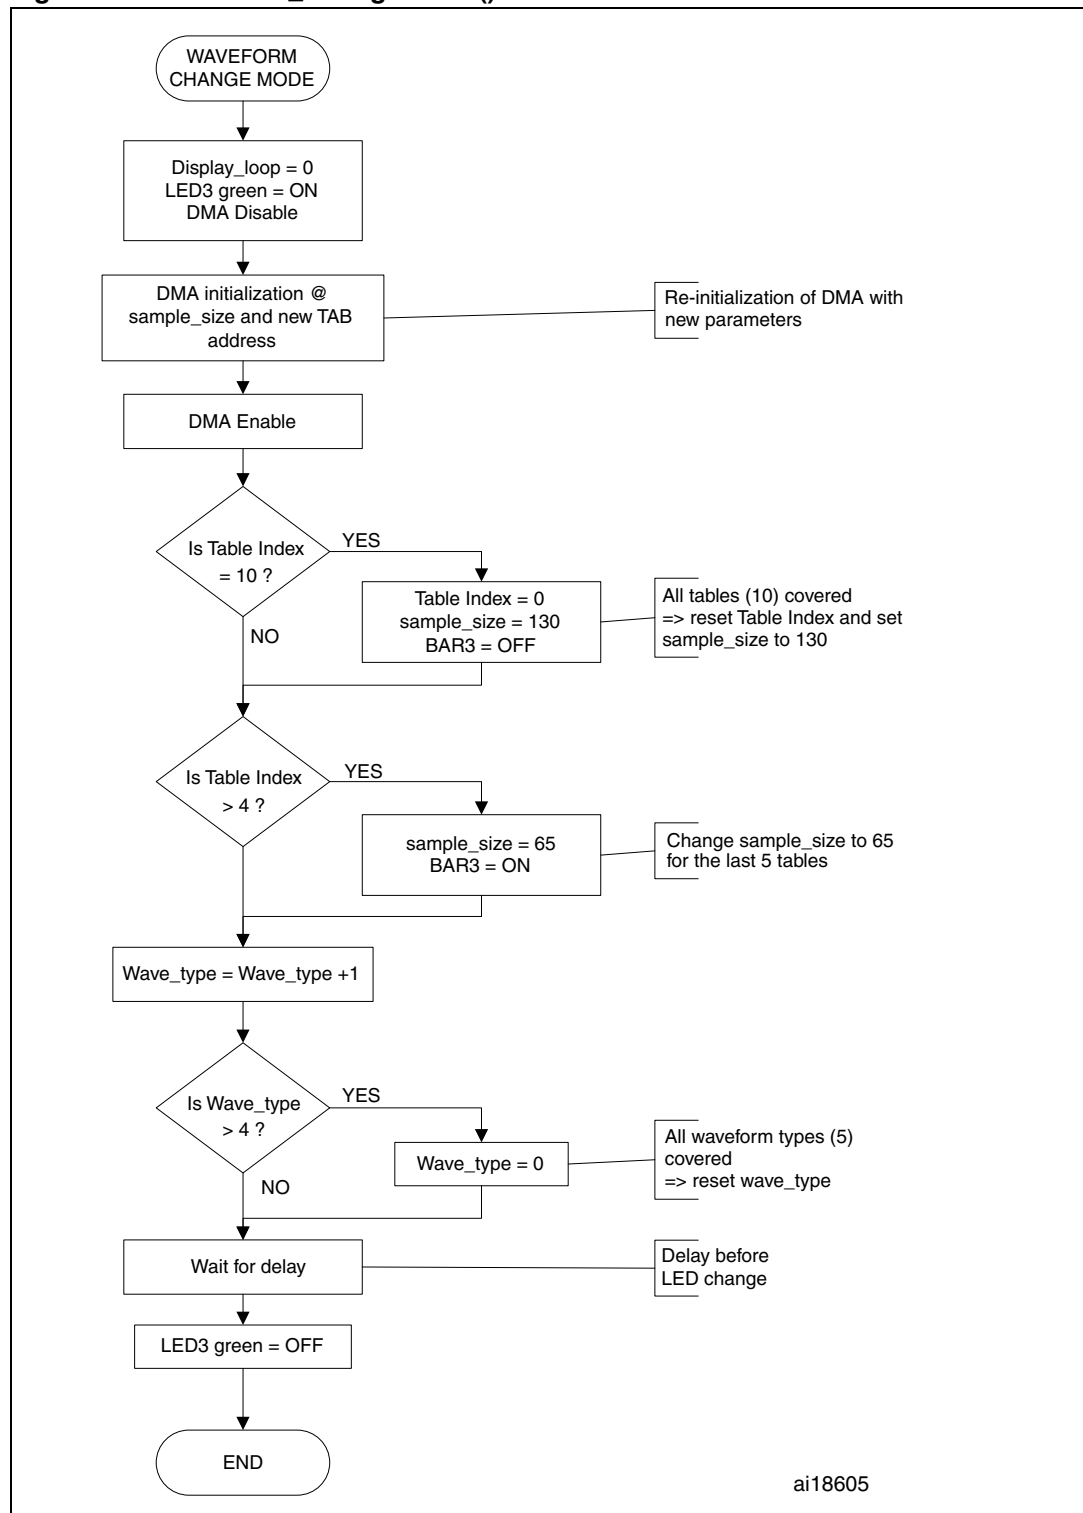 WAVEFORM
CHANGE MODE
Display_loop = 0
LED3 green = ON
DMA Disable
DMA initialization @
sample_size and new TAB
address
Re-initialization of DMA with
new parameters
DMA Enable
Is Table Index
= 10 ?
YES
NO
Table Index = 0
sample_size = 130
BAR3 = OFF
All tables (10) covered
=> reset Table Index and set
sample_size to 130
Is Table Index
> 4 ?
YES
sample_size = 65
BAR3 = ON
Change sample_size to 65
for the last 5 tables
Wave_type = Wave_type +1
Is Wave_type
> 4 ?
YES
NO
Wave_type = 0
All waveform types (5)
covered
=> reset wave_type
Wait for delay
Delay before
LED change
LED3 green = OFF
END
ai18605